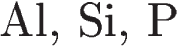 Al, Si, P